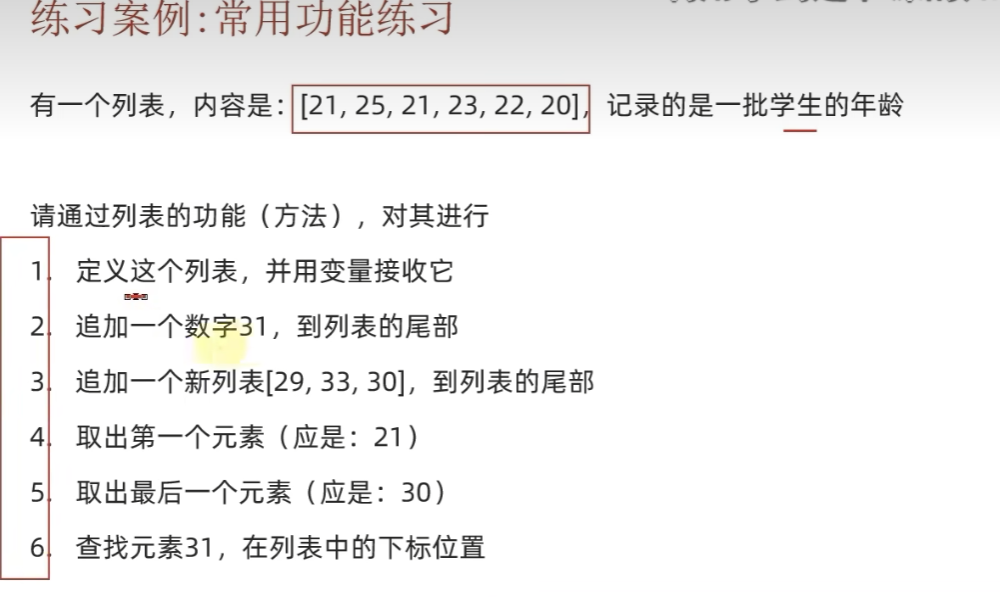 练习案例:常用功能练习
有一个列表，内容是：[21, 25, 21, 23, 22, 20]，记录的是一批学生的年龄
请通过列表的功能（方法），对其进行
1. 定义这个列表，并用变量接收它
2. 追加一个数字31，到列表的尾部
3. 追加一个新列表[29, 33, 30]，到列表的尾部
4. 取出第一个元素（应是：21）
5. 取出最后一个元素（应是：30）
6. 查找元素31，在列表中的下标位置